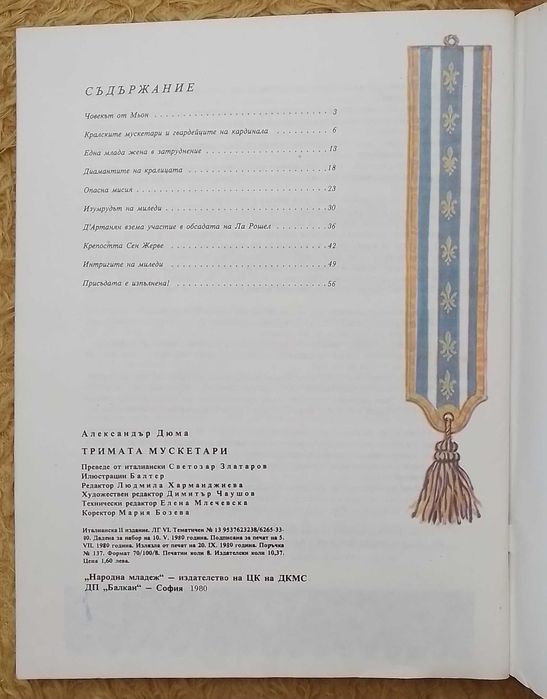 СЪДЪРЖАНИЕ
Човекът от Мьон . . . . . . . . . . . . . . . . . . . . . . . . . . 3
Кралските мускетари и гвардейците на кардинала . . . . . . . . . 6
Една млада жена в затруднение . . . . . . . . . . . . . . . . . . . 13
Диамантите на кралицата . . . . . . . . . . . . . . . . . . . . . . 18
Опасна мисия . . . . . . . . . . . . . . . . . . . . . . . . . . . 23
Изумрудът на миледи . . . . . . . . . . . . . . . . . . . . . . . . 30
Д'Артанян взема участие в обсадата на Ла Рошел . . . . . . . . . 36
Крепостта Сен Жерве . . . . . . . . . . . . . . . . . . . . . . . . 42
Интригите на миледи . . . . . . . . . . . . . . . . . . . . . . . . 49
Присъдата е изпълнена! . . . . . . . . . . . . . . . . . . . . . . 56
Александър Дюма
ТРИМАТА МУСКЕТАРИ
Преведе от италиански Светозар Златаров
Илюстрации Балтер
Редактор Людмила Харманджиева
Художествен редактор Димитър Чаушов
Технически редактор Елена Млечевска
Коректор Мария Бозева
Италианска II издание. ЛГ VI. Тематичен № 13 9537623238/6265-33-
80. Дадена за набор на 10. V. 1980 година. Подписана за печат на 5.
VII. 1980 година. Излязла от печат на 20. IX. 1980 година. Поръчка
№ 137. Формат 70/100/8. Печатни коли 8. Издателски коли 10,37.
Цена 1,60 лева.
„Народна младеж" — издателство на ЦК на ДКМС
ДП „Балкан" — София 1980